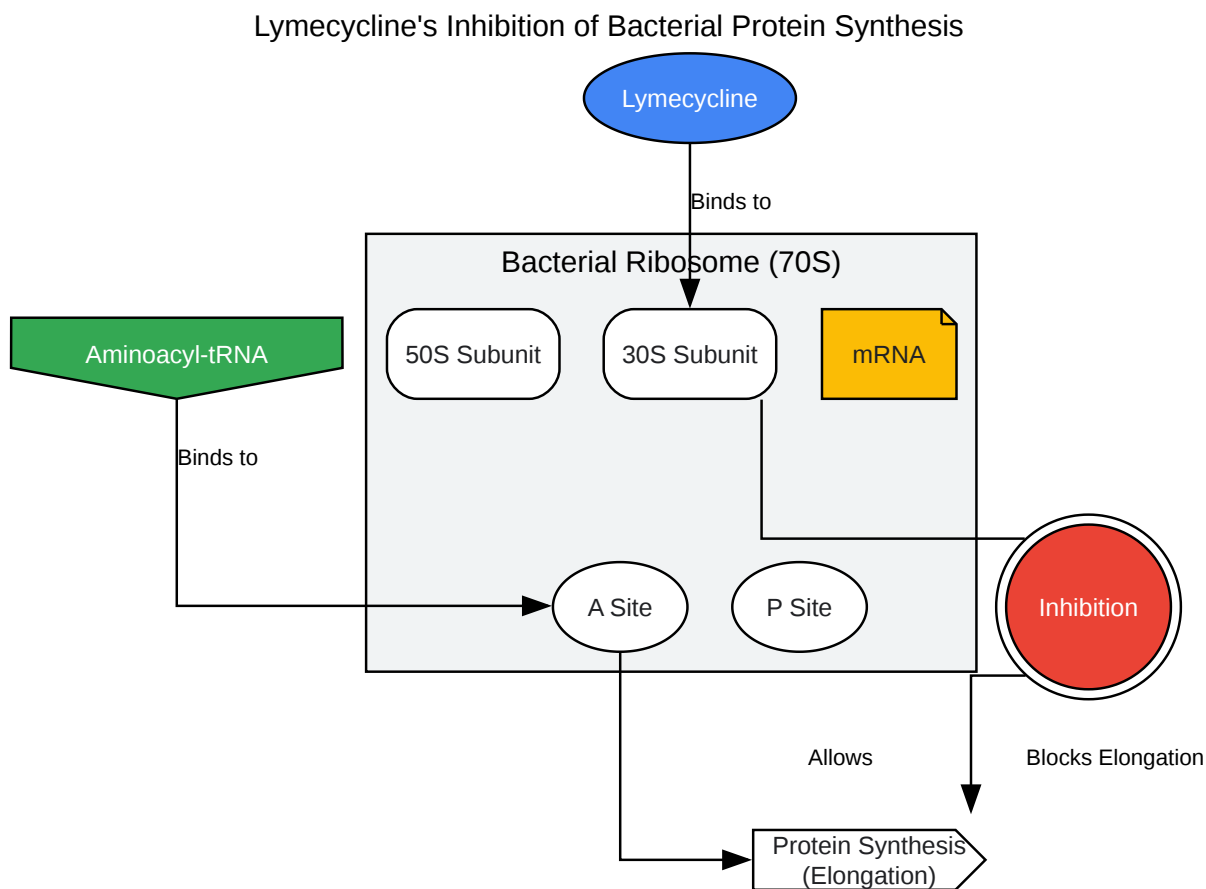 Lymecycline's Inhibition of Bacterial Protein Synthesis
Lymecycline
Binds to
Bacterial Ribosome (70S)
Aminoacyl-tRNA
50S Subunit
30S Subunit
mRNA
Binds to
A Site
P Site
Inhibition
Allows
Blocks Elongation
Protein Synthesis
(Elongation)